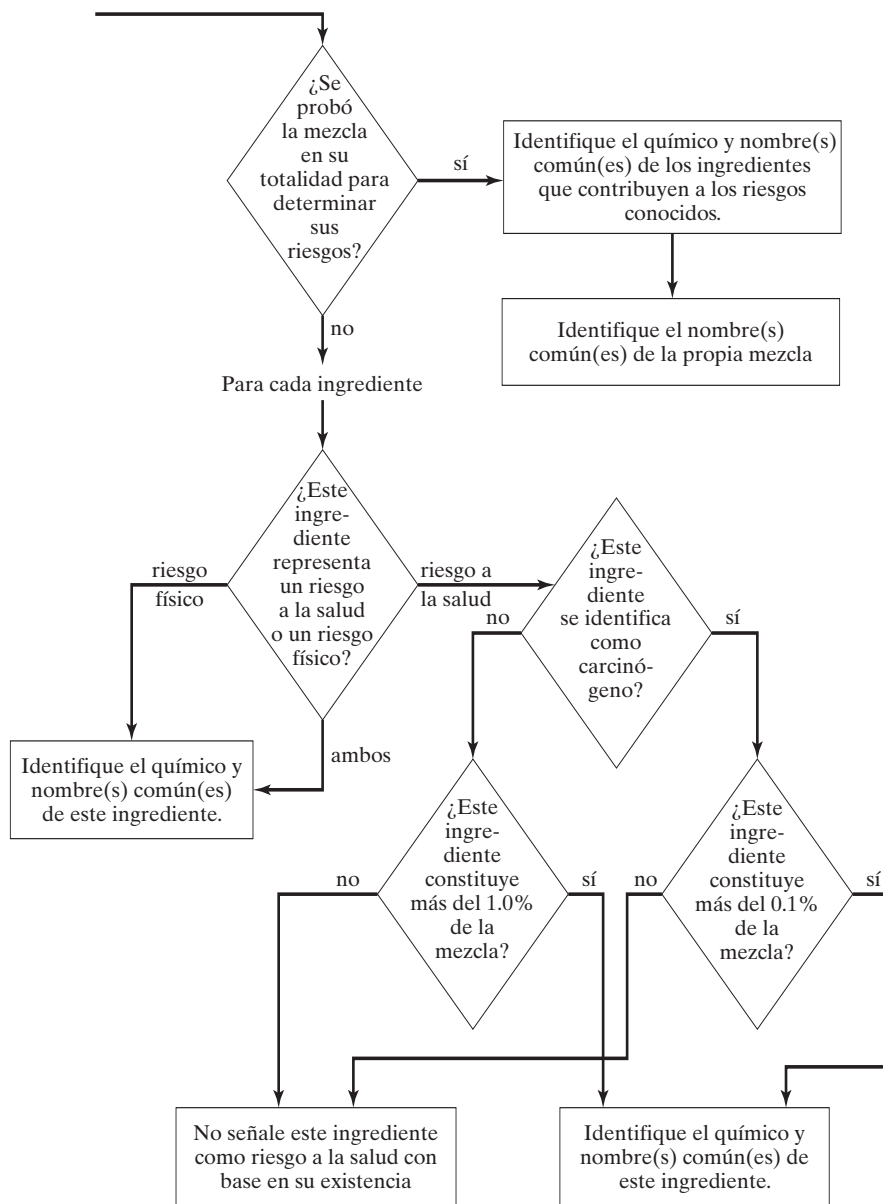 ¿Se
probó
la mezcla
en su
totalidad para
determinar
sus
riesgos?
sí
Identifique el químico y nombre(s)
común(es) de los ingredientes
que contribuyen a los riesgos
conocidos.
Identifique el nombre(s)
común(es) de la propia mezcla
no
Para cada ingrediente
¿Este
ingre-
diente
representa
un riesgo
a la salud
o un riesgo
físico?
riesgo
físico
riesgo a
la salud
ambos
Identifique el químico y
nombre(s) común(es)
de este ingrediente.
¿Este
ingre-
diente
se identifica
como
carcinó-
geno?
no
sí
¿Este
ingre-
diente
constituye
más del 1.0%
de la
mezcla?
no
sí
¿Este
ingre-
diente
constituye
más del 0.1%
de la
mezcla?
no
sí
No señale este ingrediente
como riesgo a la salud con
base en su existencia
Identifique el químico y
nombre(s) común(es) de
este ingrediente.